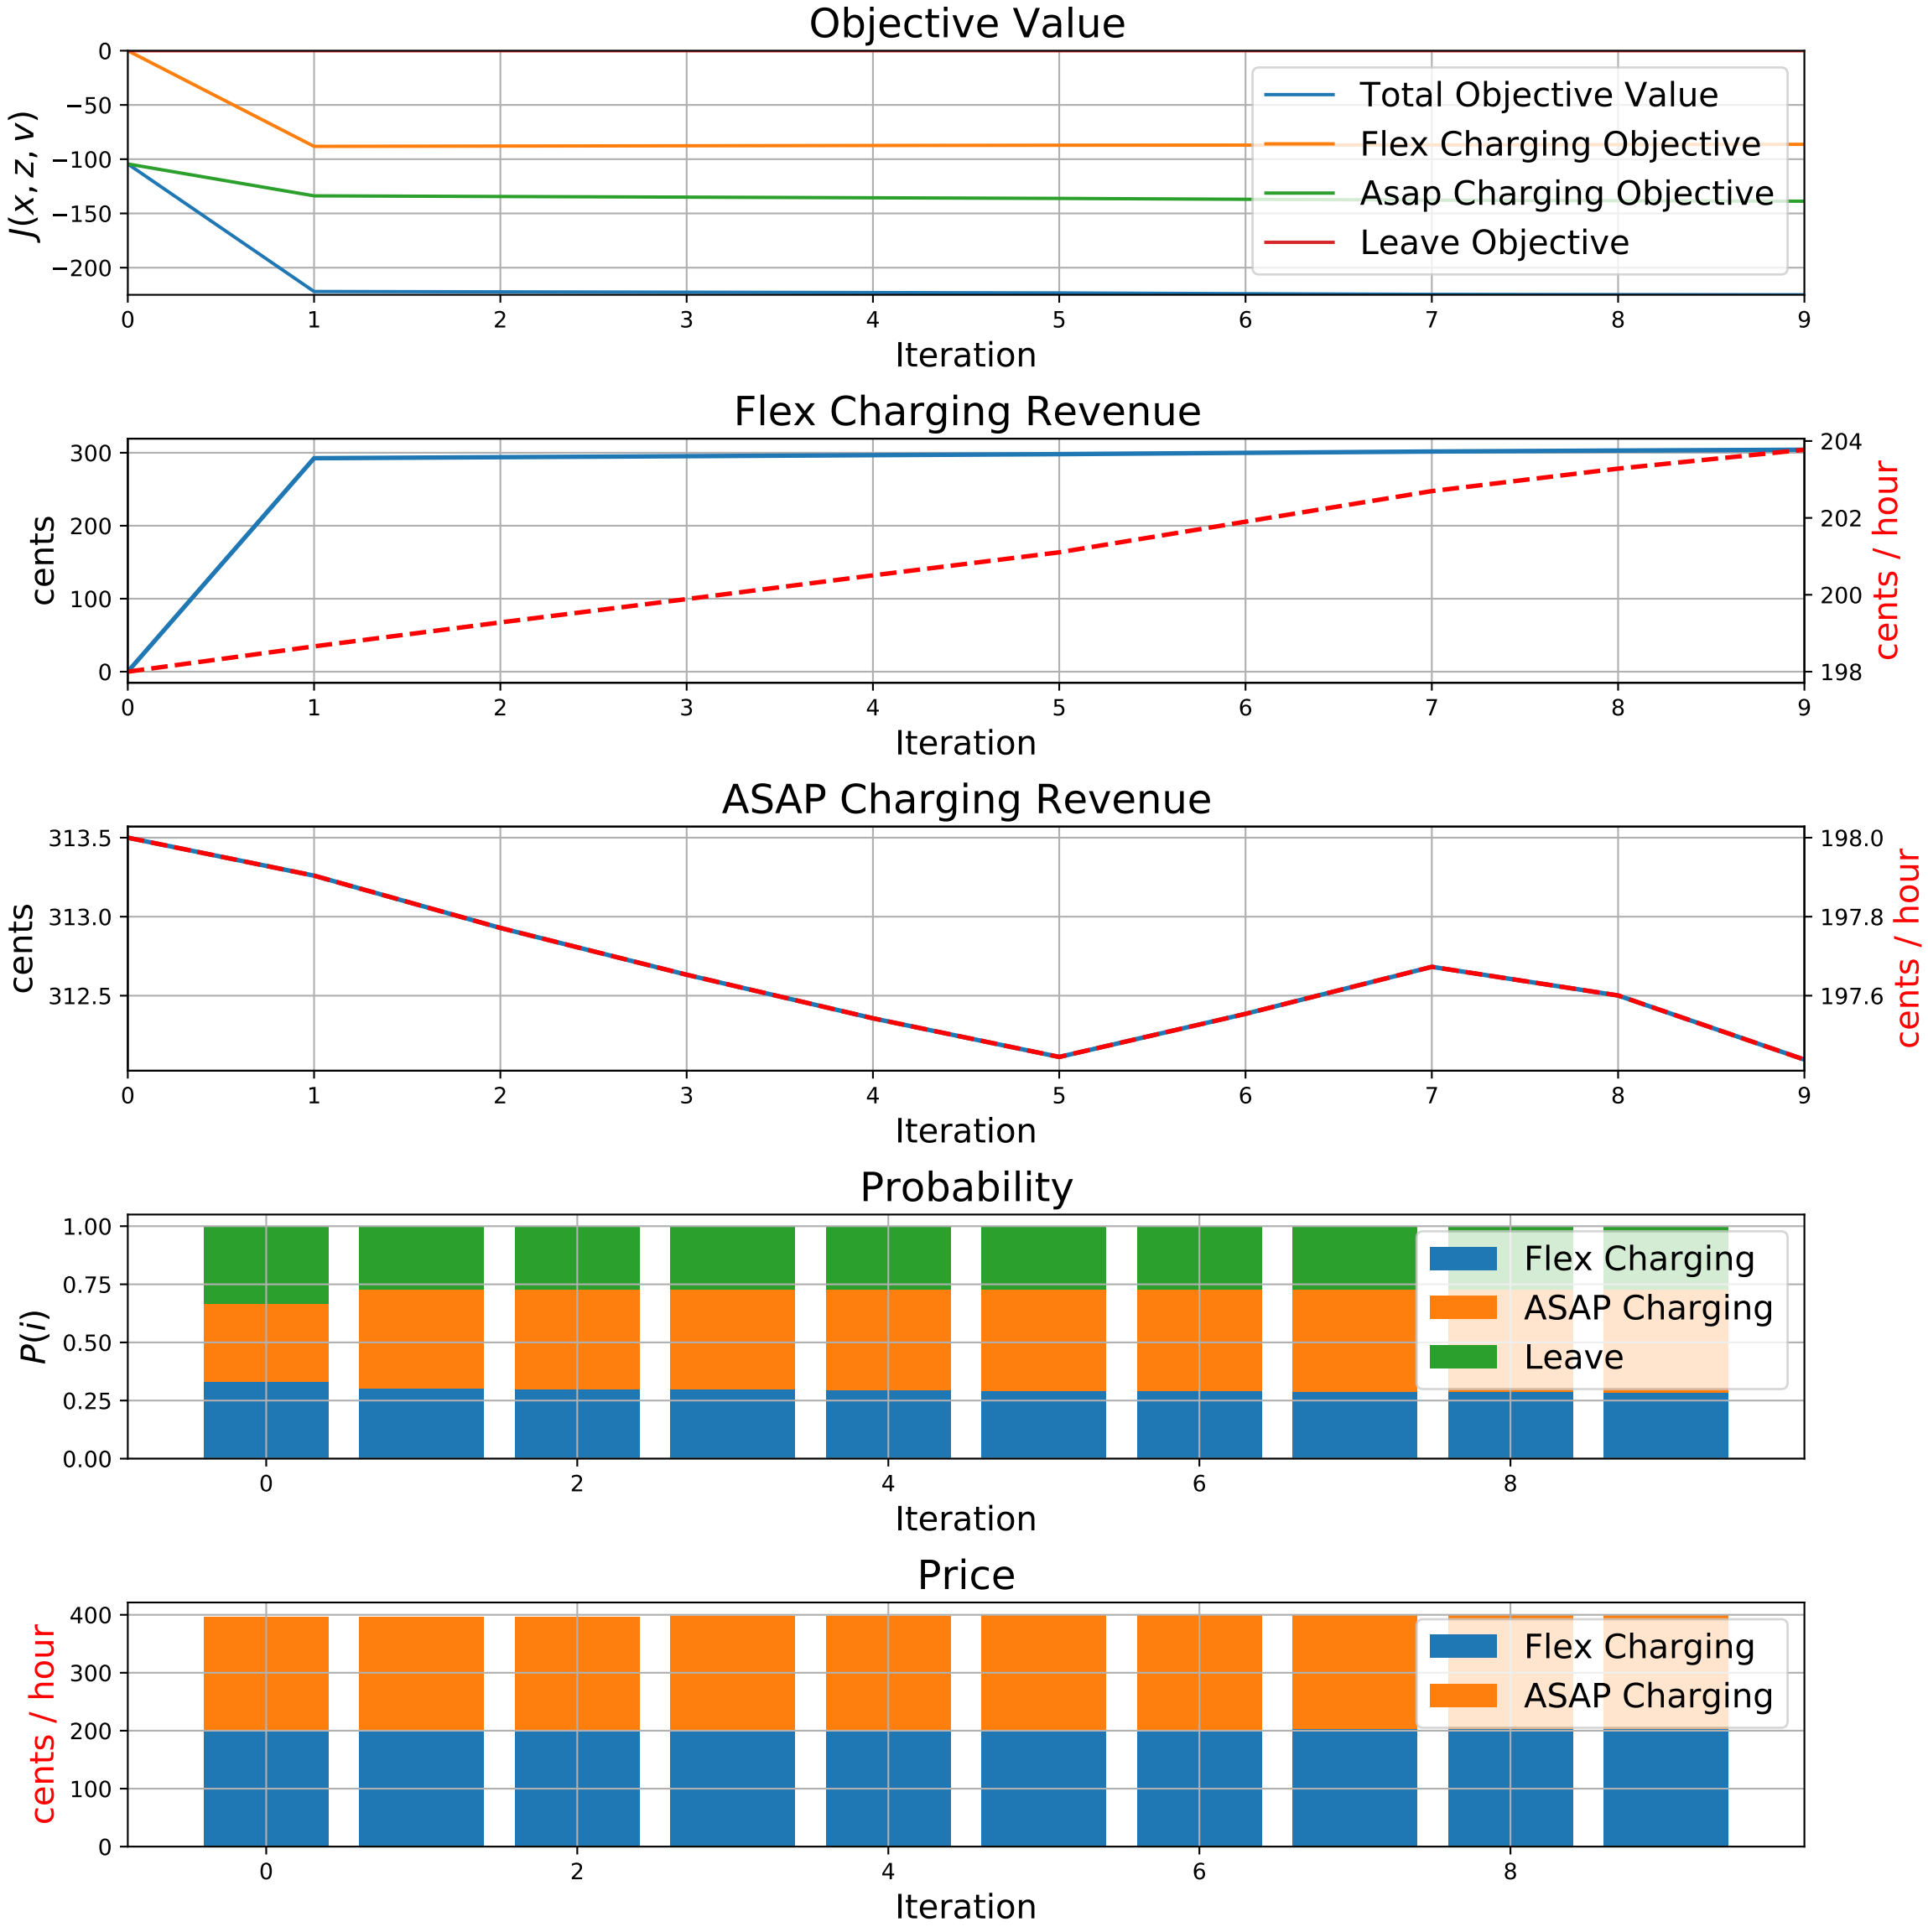 Objective Value
J(x, z, v)
0
−50
−100
−150
−200
Total Objective Value
Flex Charging Objective
Asap Charging Objective
Leave Objective
0 1 2 3 4 5 6 7 8 9
Iteration
Flex Charging Revenue
cents
300
200
100
0
204
202
200
198
cents / hour
0 1 2 3 4 5 6 7 8 9
Iteration
ASAP Charging Revenue
cents
313.5
313.0
312.5
198.0
197.8
197.6
cents / hour
0 1 2 3 4 5 6 7 8 9
Iteration
Probability
P(i)
1.00
0.75
0.50
0.25
0.00
Flex Charging
ASAP Charging
Leave
0 2 4 6 8
Iteration
Price
cents / hour
400
300
200
100
0
Flex Charging
ASAP Charging
0 2 4 6 8
Iteration